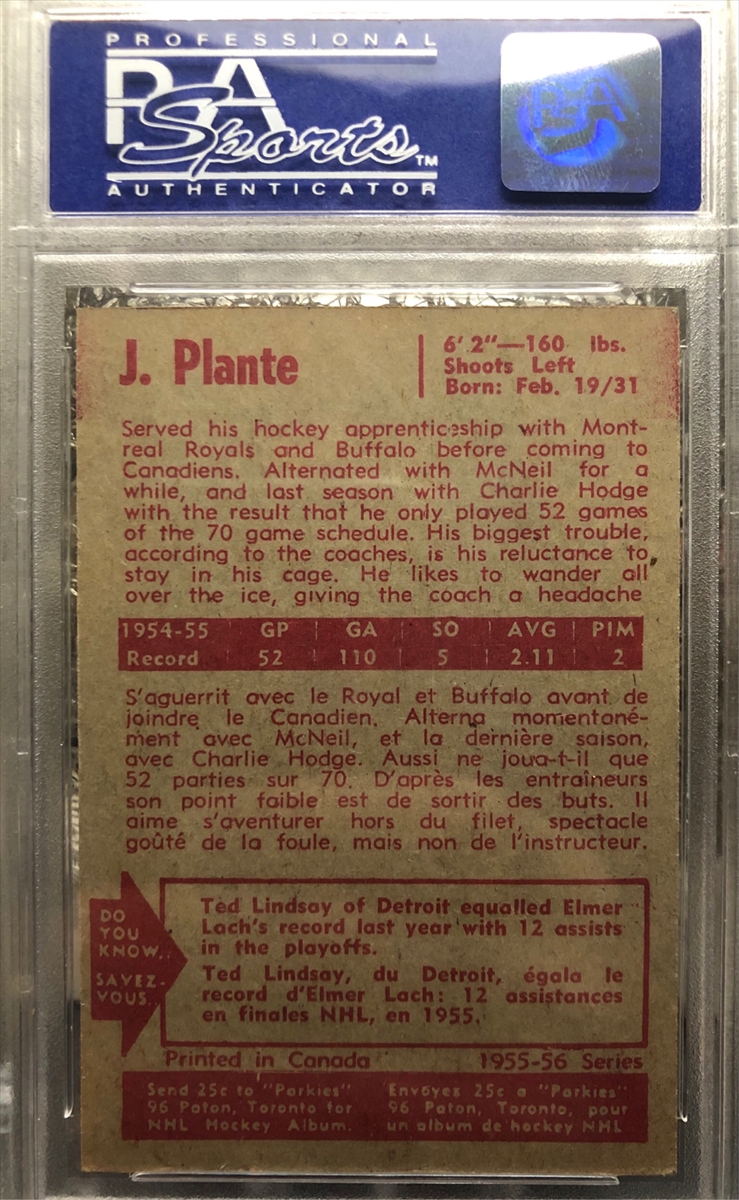 PROFESSIONAL
PSA
Sports™
AUTHENTICATOR
PSA
J. Plante
6' 2"—160 lbs.
Shoots Left
Born: Feb. 19/31
Served his hockey apprenticeship with Mont-
real Royals and Buffalo before coming to
Canadiens. Alternated with McNeil for a
while, and last season with Charlie Hodge
with the result that he only played 52 games
of the 70 game schedule. His biggest trouble,
according to the coaches, is his reluctance to
stay in his cage. He likes to wander all
over the ice, giving the coach a headache
1954-55 GP GA SO AVG PIM
Record 52 110 5 2.11 2
S'aguerrit avec le Royal et Buffalo avant de
joindre le Canadien. Alterna momentané-
ment avec McNeil, et la dernière saison,
avec Charlie Hodge. Aussi ne joua-t-il que
52 parties sur 70. D'après les entraîneurs
son point faible est de sortir des buts. Il
aime s'aventurer hors du filet, spectacle
goûté de la foule, mais non de l'instructeur.
DO
YOU
KNOW..
SAVEZ-
VOUS.
Ted Lindsay of Detroit equalled Elmer
Lach's record last year with 12 assists
in the playoffs.
Ted Lindsay, du Detroit, égala le
record d'Elmer Lach: 12 assistances
en finales NHL, en 1955.
Printed in Canada 1955-56 Series
Send 25c to "Parkies"
96 Paton, Toronto for
NHL Hockey Album.
Envoyez 25c a "Parkies"
96 Paton, Toronto, pour
un album de hockey NHL